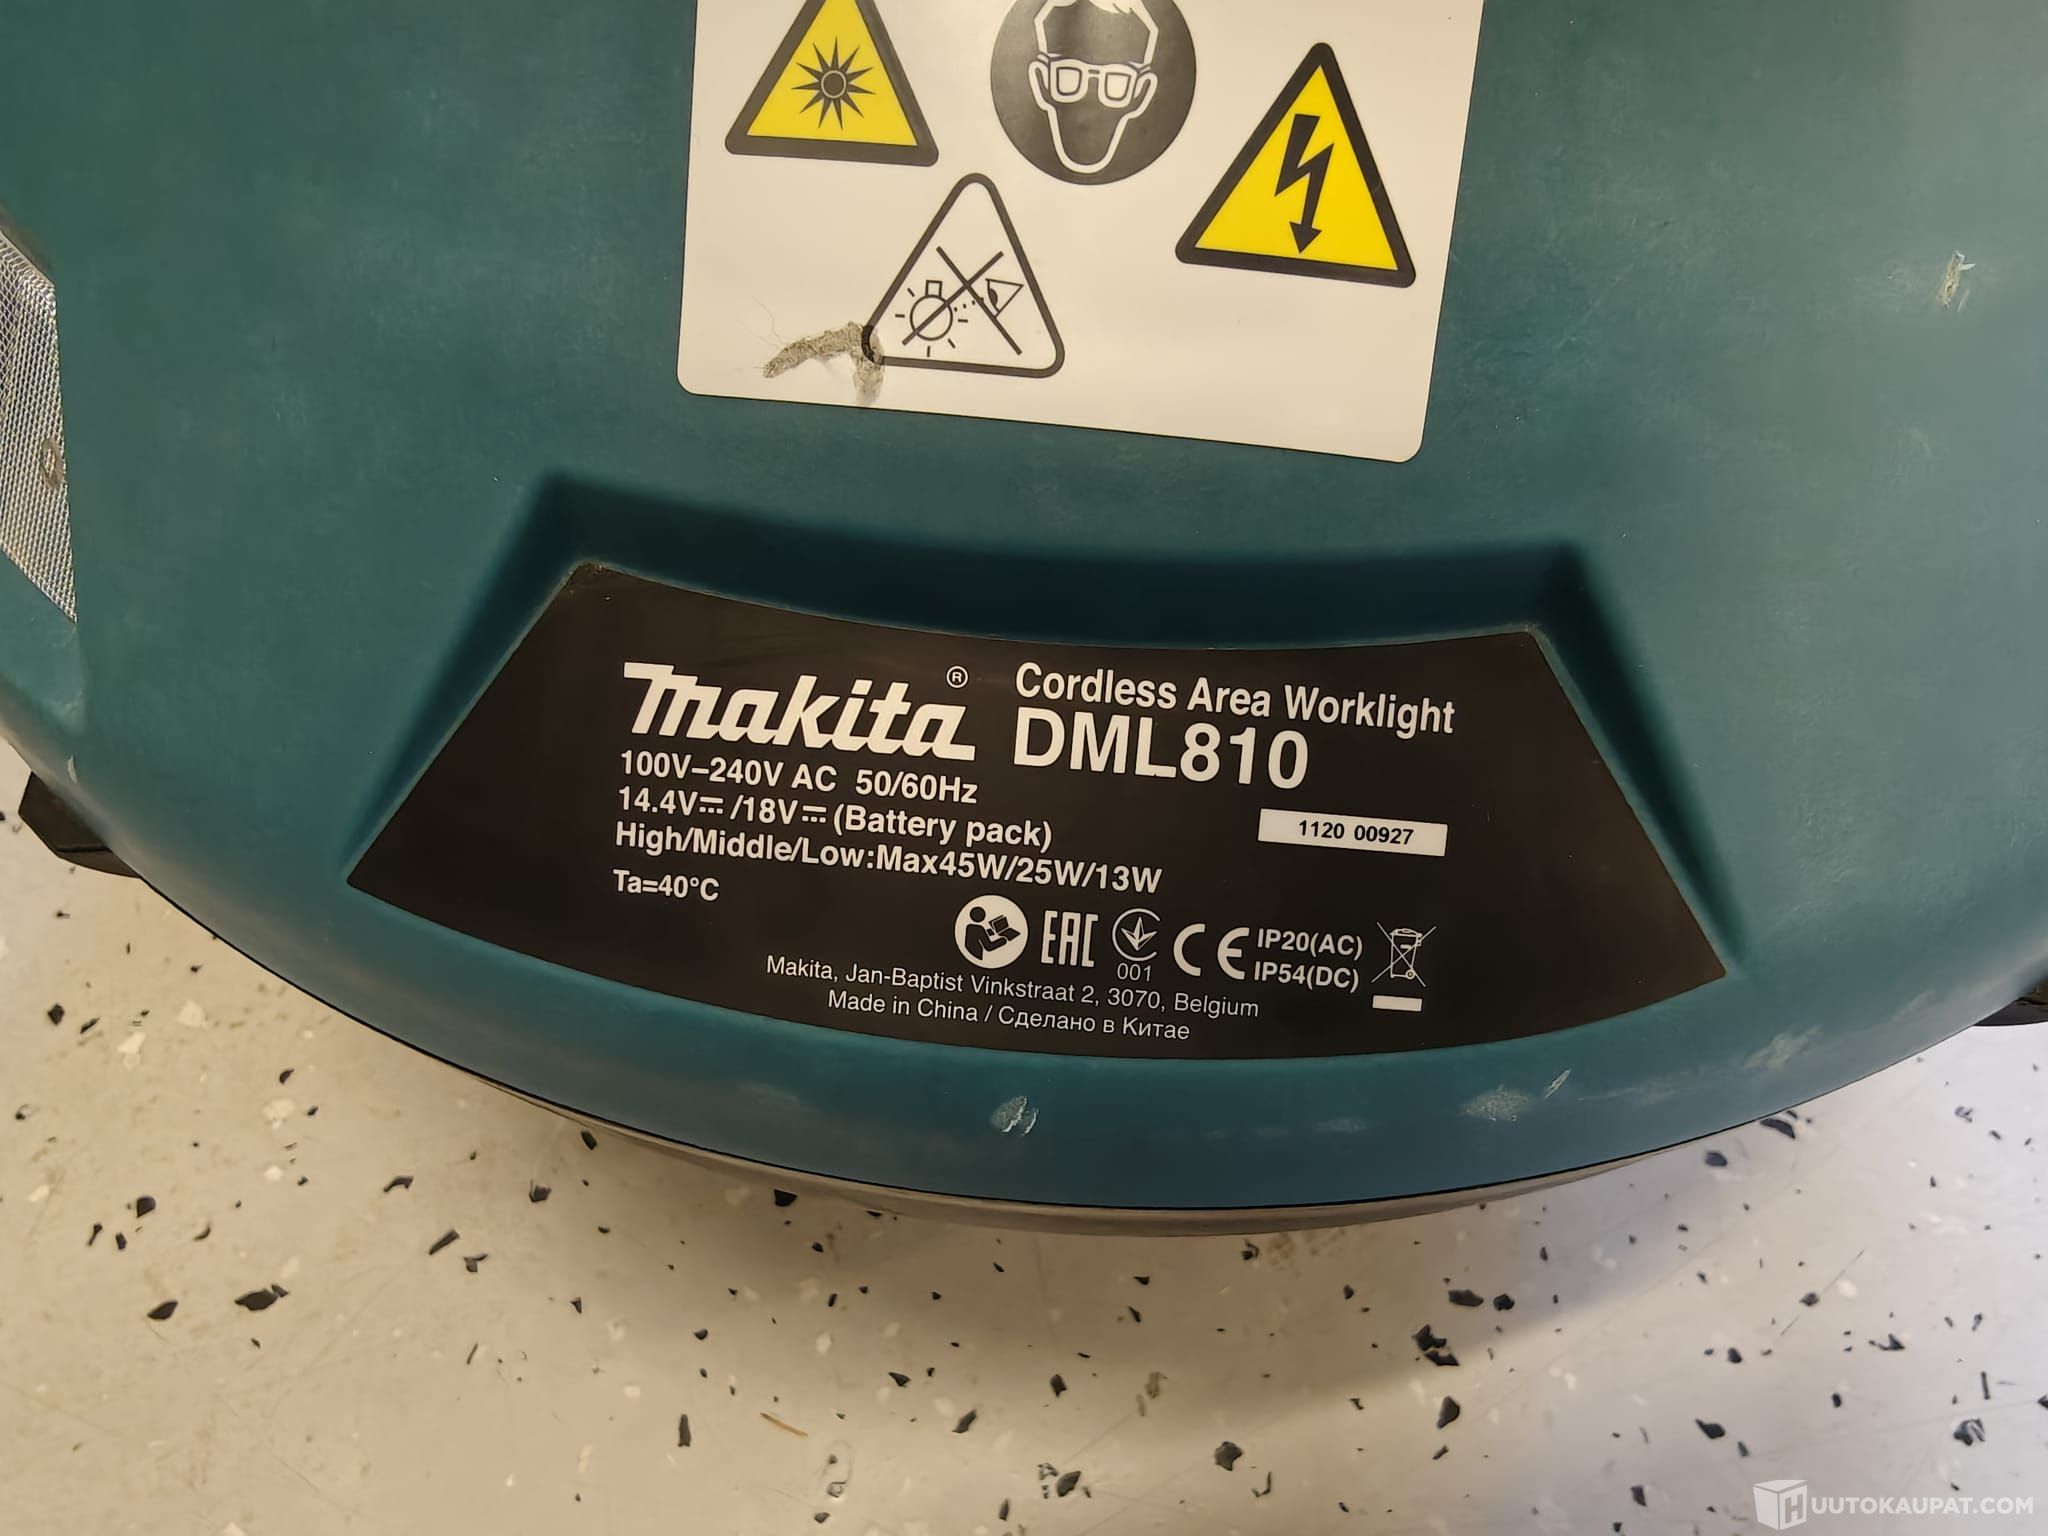 Makita® Cordless Area Worklight
DML810
100V–240V AC 50/60Hz
14.4V⎓ /18V⎓ (Battery pack)
High/Middle/Low:Max45W/25W/13W
Ta=40°C
1120 00927
EAC
001
CE
IP20(AC)
IP54(DC)
Makita, Jan-Baptist Vinkstraat 2, 3070, Belgium
Made in China / Сделано в Китае
HUUTOKAUPAT.COM